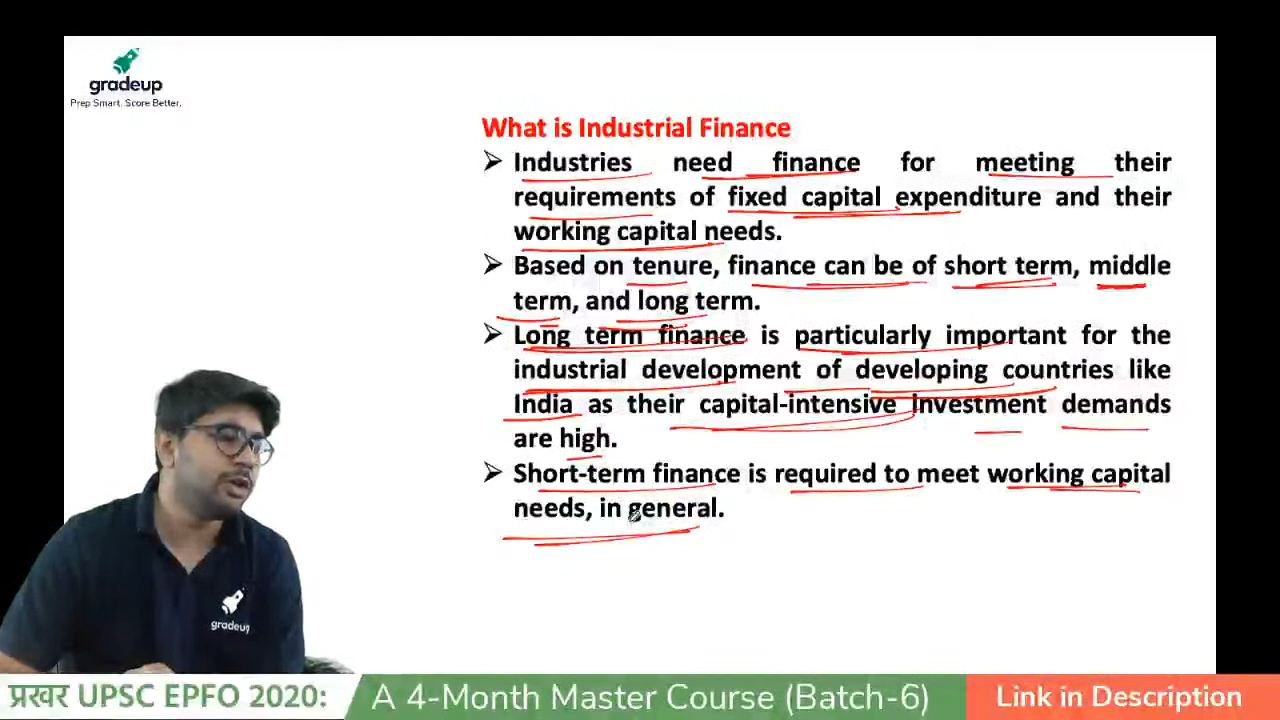 gradeup
Prep Smart. Score Better.
What is Industrial Finance
➢ Industries need finance for meeting their
requirements of fixed capital expenditure and their
working capital needs.
➢ Based on tenure, finance can be of short term, middle
term, and long term.
➢ Long term finance is particularly important for the
industrial development of developing countries like
India as their capital-intensive investment demands
are high.
➢ Short-term finance is required to meet working capital
needs, in general.
gradeup
प्रखर UPSC EPFO 2020: A 4-Month Master Course (Batch-6) Link in Description